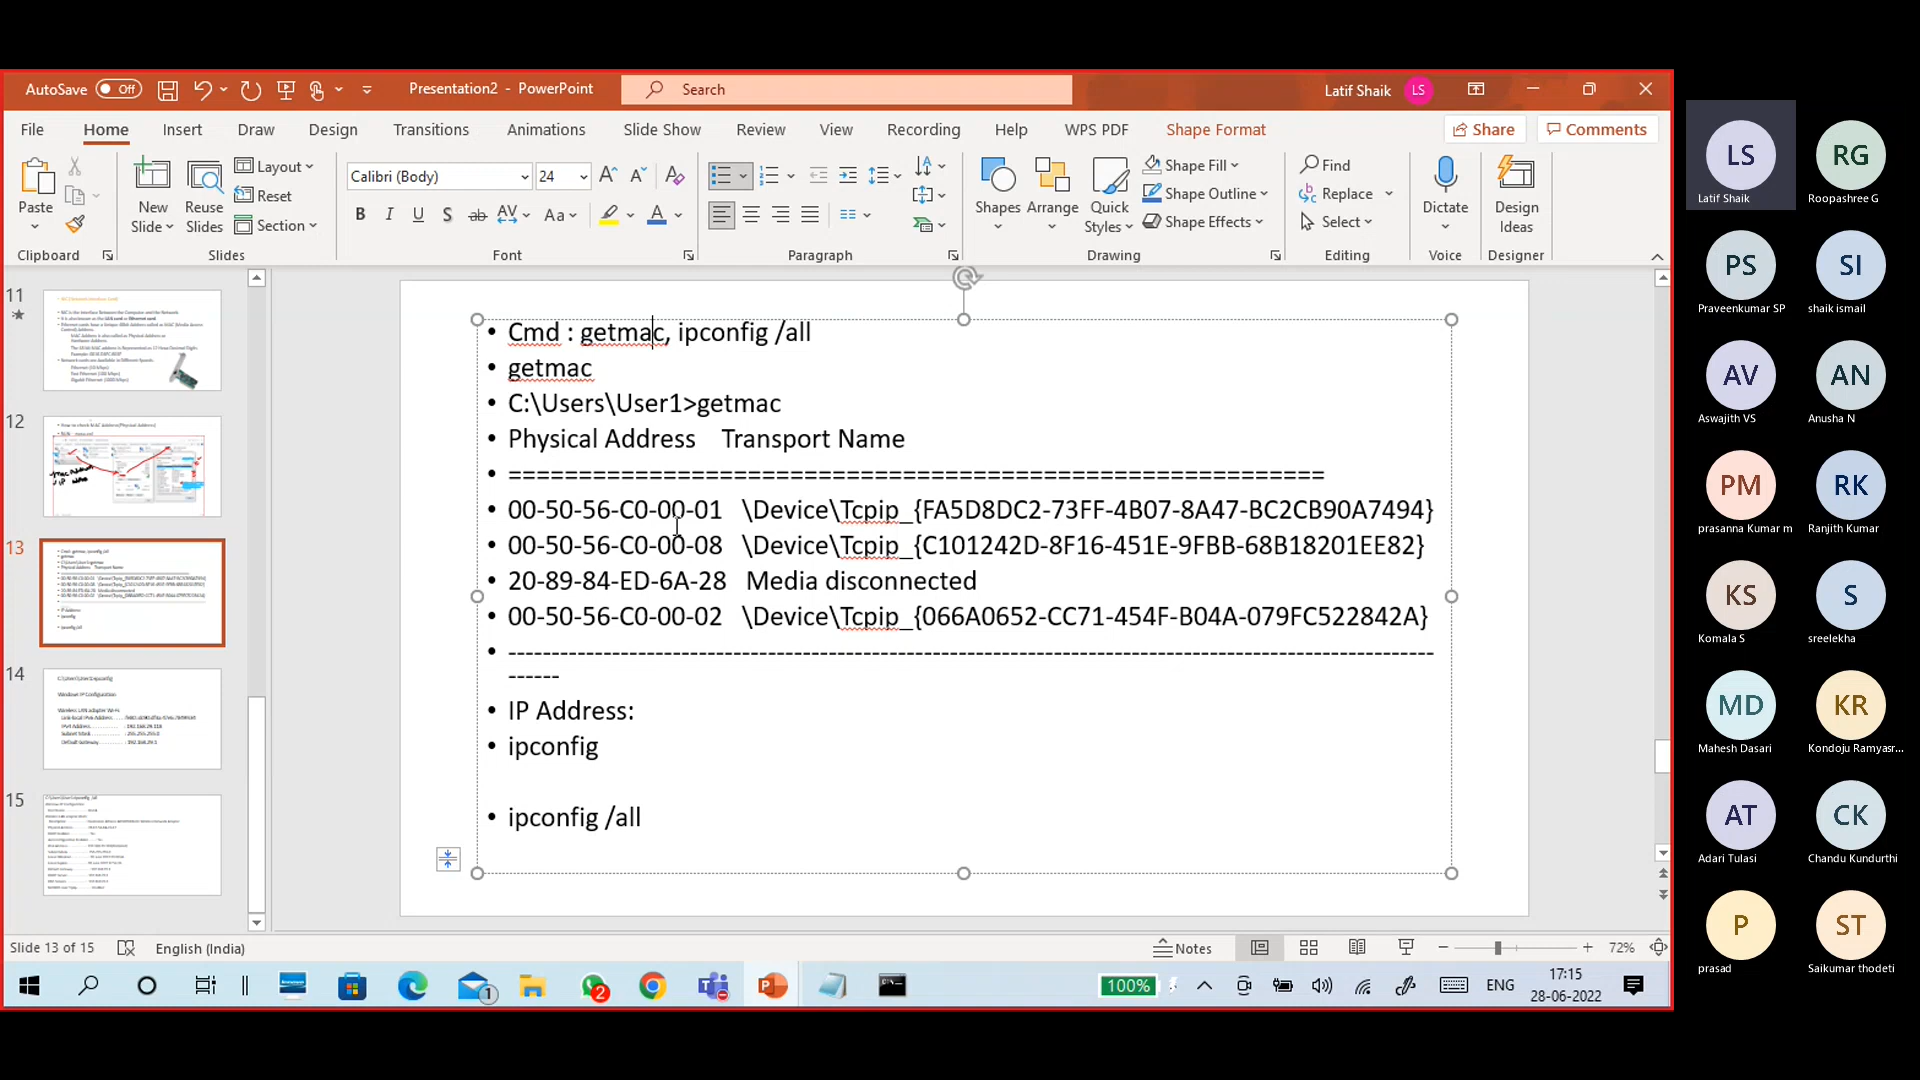 AutoSave Off
Presentation2 - PowerPoint
Search
Latif Shaik LS
File Home Insert Draw Design Transitions Animations Slide Show Review View Recording Help WPS PDF Shape Format Share Comments
Paste
Clipboard
New Slide
Reuse Slides
Layout
Reset
Section
Slides
Calibri (Body) 24
Font
Paragraph
Shapes
Arrange
Quick Styles
Shape Fill
Shape Outline
Shape Effects
Drawing
Find
Replace
Select
Editing
Dictate
Voice
Design Ideas
Designer
11
12
13
14
15
• Cmd : getmac, ipconfig /all
• getmac
• C:\Users\User1>getmac
• Physical Address Transport Name
• ==========================================================
• 00-50-56-C0-00-01 \Device\Tcpip_{FA5D8DC2-73FF-4B07-8A47-BC2CB90A7494}
• 00-50-56-C0-00-08 \Device\Tcpip_{C101242D-8F16-451E-9FBB-68B18201EE82}
• 20-89-84-ED-6A-28 Media disconnected
• 00-50-56-C0-00-02 \Device\Tcpip_{066A0652-CC71-454F-B04A-079FC522842A}
• ---------------------------------------------------------------------------------------------------------
------
• IP Address:
• ipconfig
• ipconfig /all
Slide 13 of 15 English (India) Notes 72%
100% ENG 17:15
28-06-2022
LS RG
Latif Shaik Roopashree G
PS SI
Praveenkumar SP shaik ismail
AV AN
Aswajith VS Anusha N
PM RK
prasanna Kumar m Ranjith Kumar
KS S
Komala S sreelekha
MD KR
Mahesh Dasari Kondoju Ramyasr...
AT CK
Adari Tulasi Chandu Kundurthi
P ST
prasad Saikumar thodeti